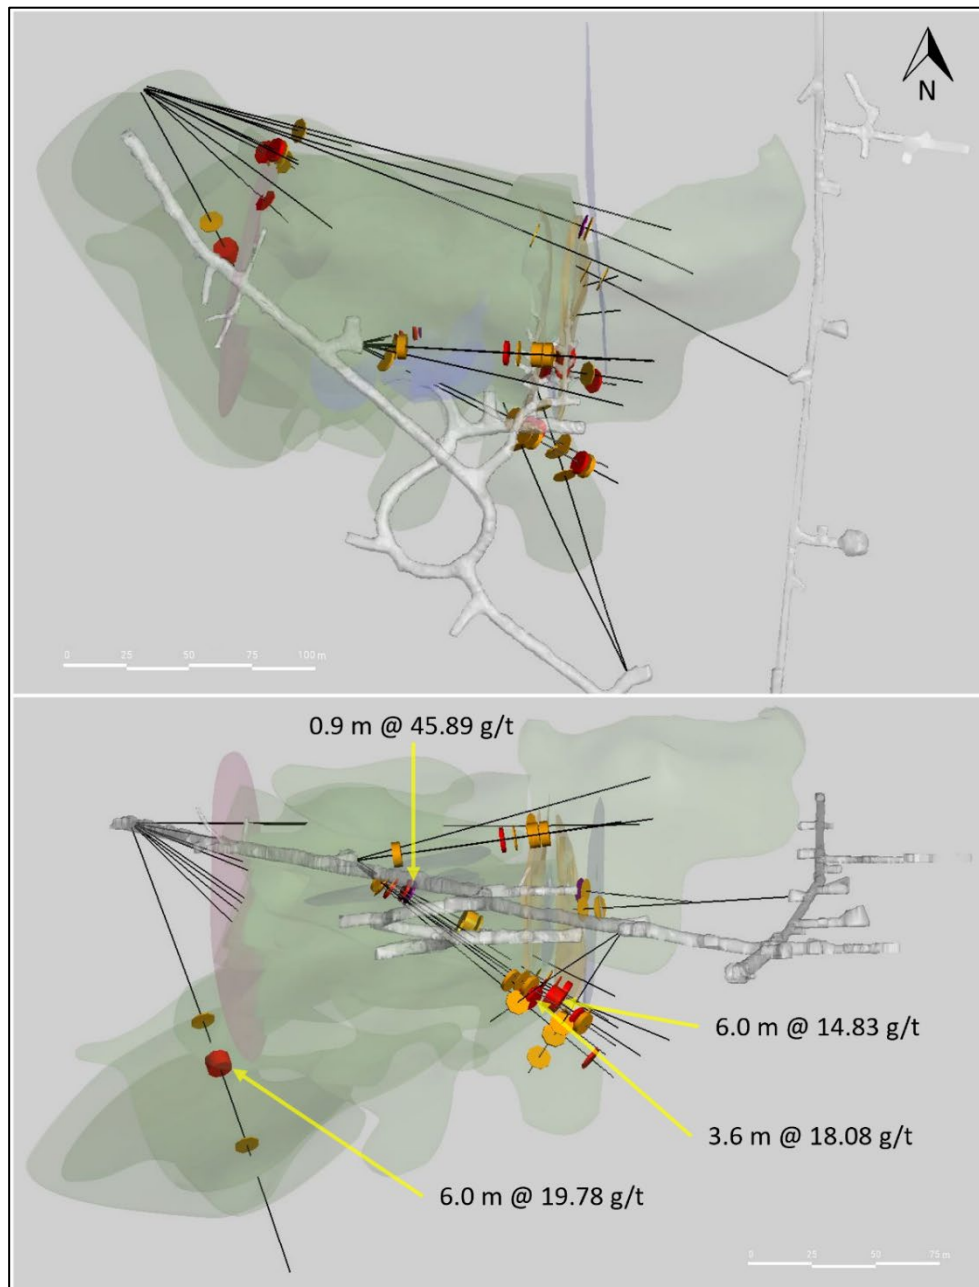 N
0 25 50 75 100 m
0.9 m @ 45.89 g/t
6.0 m @ 14.83 g/t
3.6 m @ 18.08 g/t
6.0 m @ 19.78 g/t
0 25 50 75 m